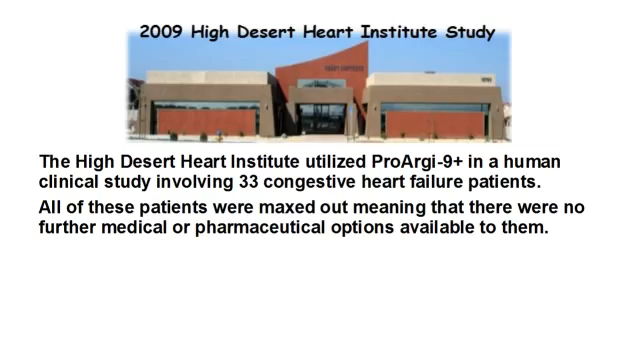 2009 High Desert Heart Institute Study
HEART INSTITUTE
The High Desert Heart Institute utilized ProArgi-9+ in a human
clinical study involving 33 congestive heart failure patients.
All of these patients were maxed out meaning that there were no
further medical or pharmaceutical options available to them.